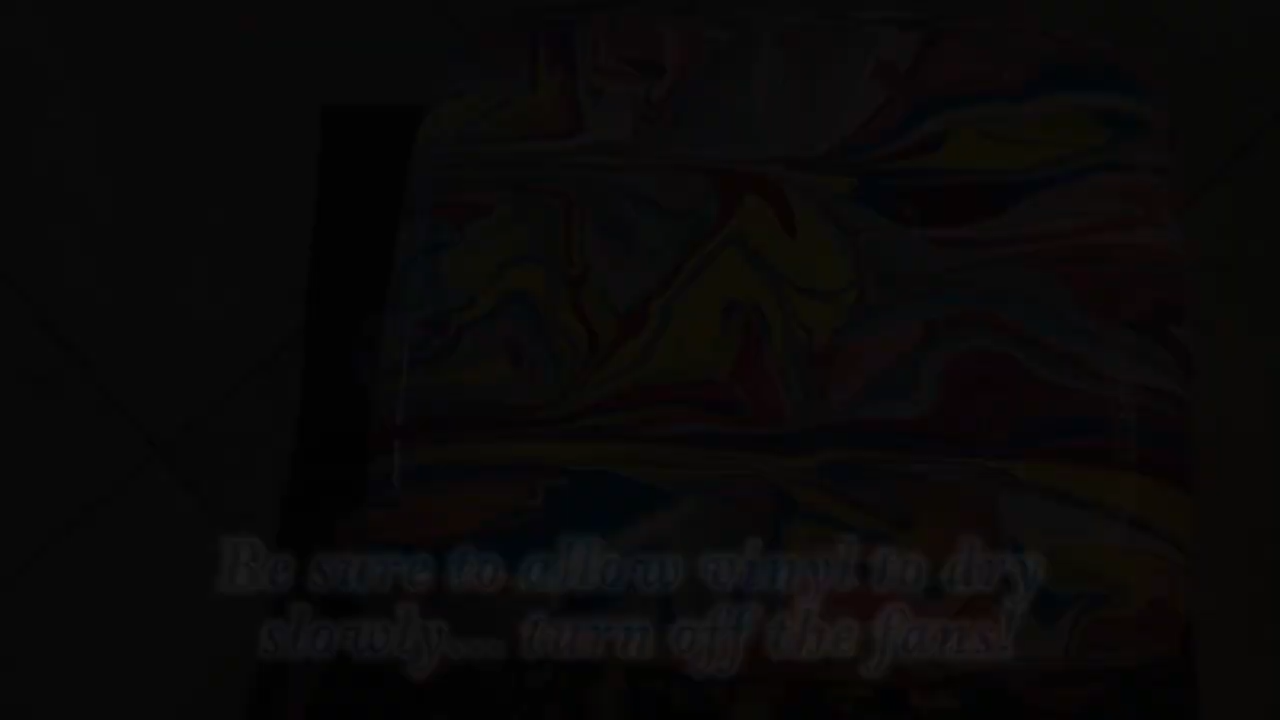 Be sure to allow vinyl to dry
slowly.... turn off the fans!